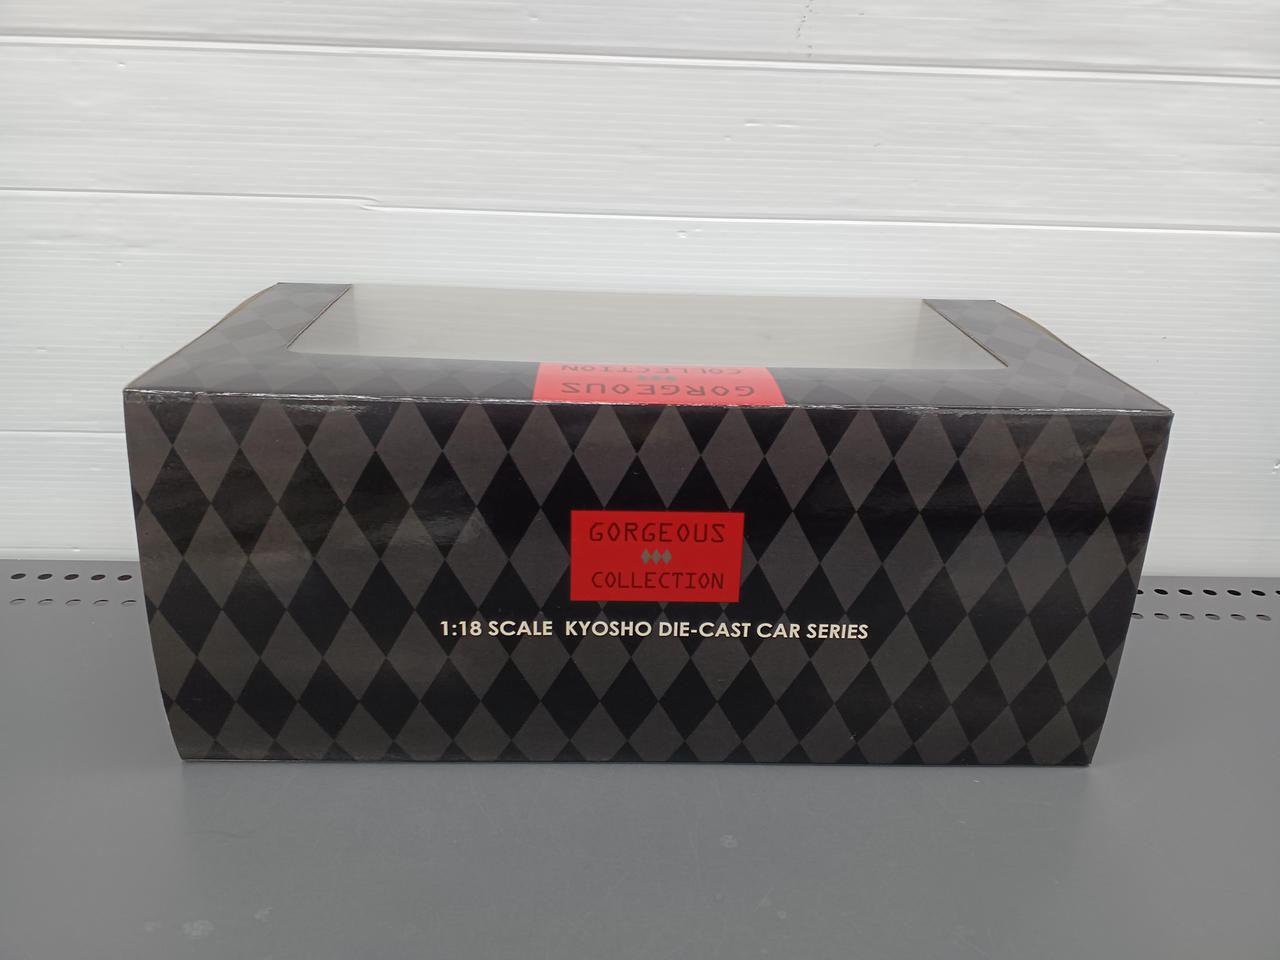 GORGEOUS
COLLECTION
GORGEOUS
COLLECTION
1:18 SCALE KYOSHO DIE-CAST CAR SERIES